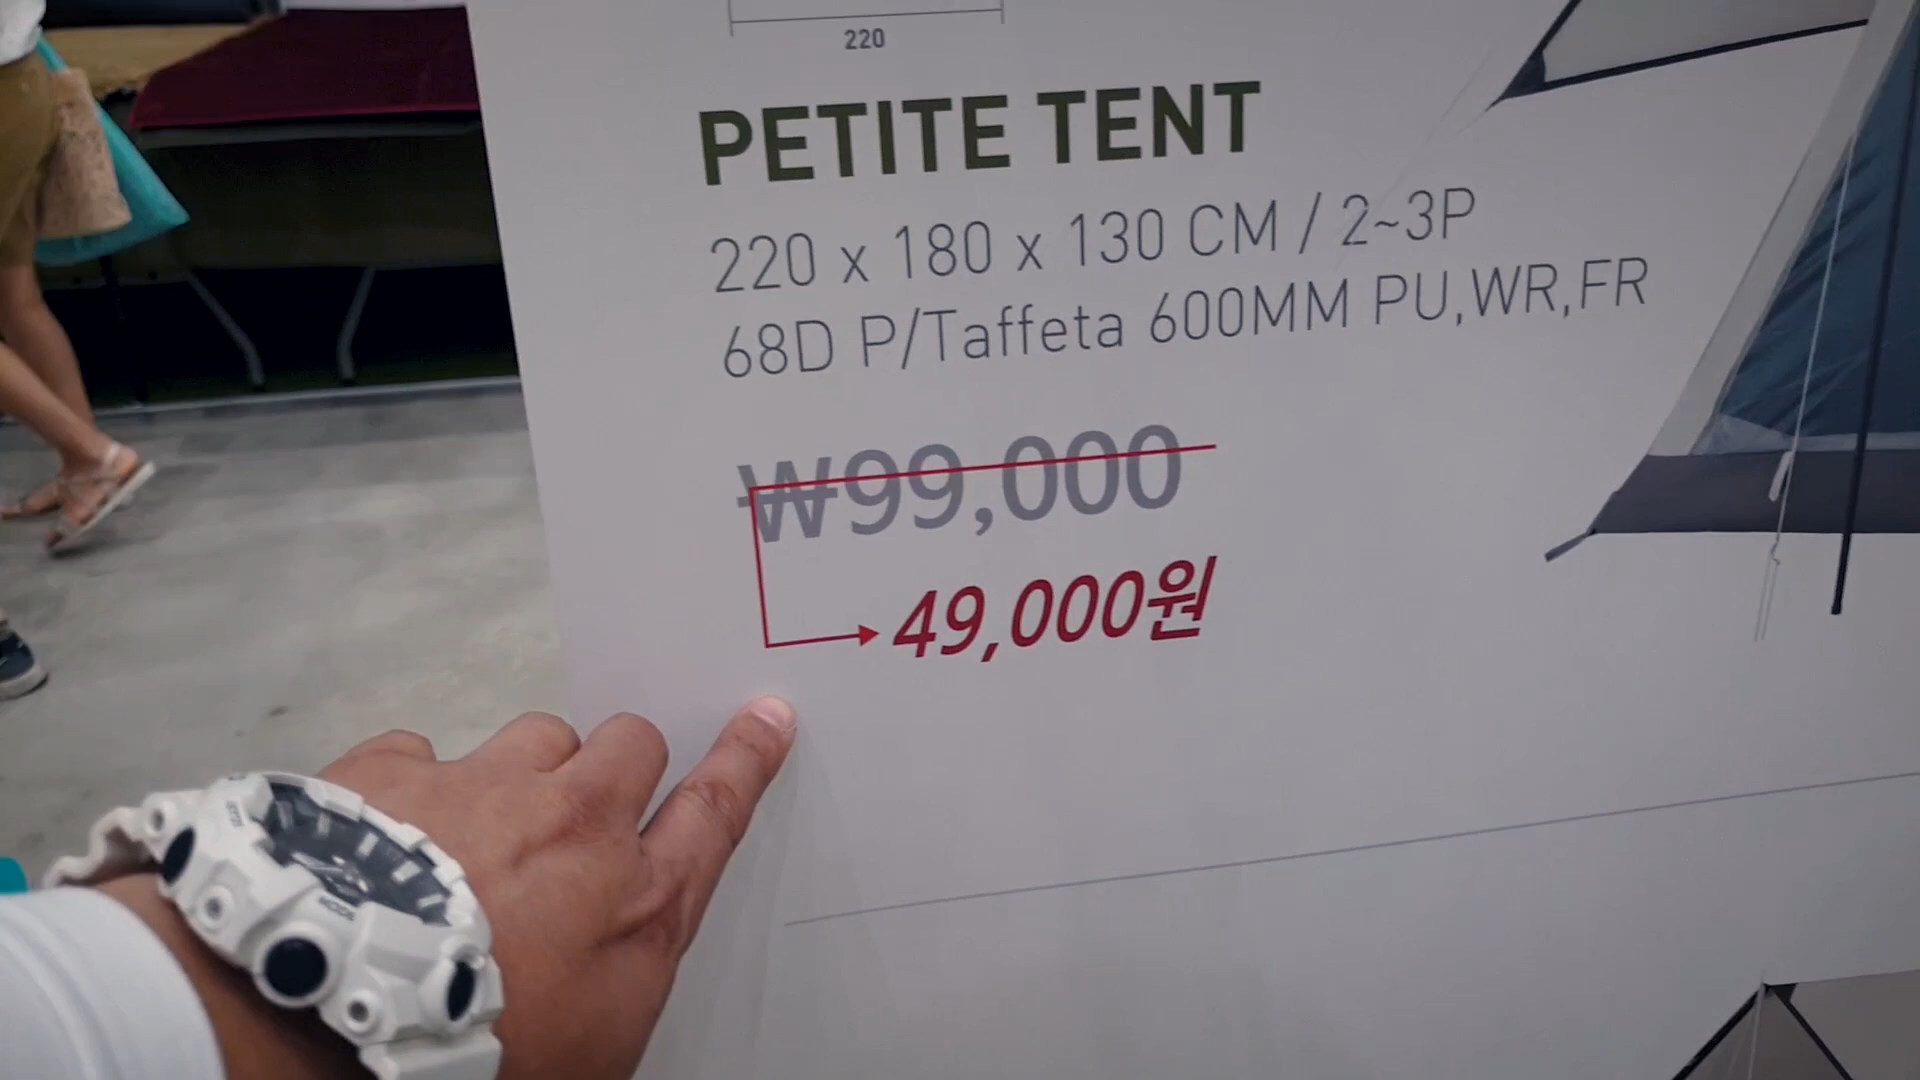 220
PETITE TENT
220 x 180 x 130 CM / 2~3P
68D P/Taffeta 600MM PU,WR,FR
₩99,000
49,000원
MODE